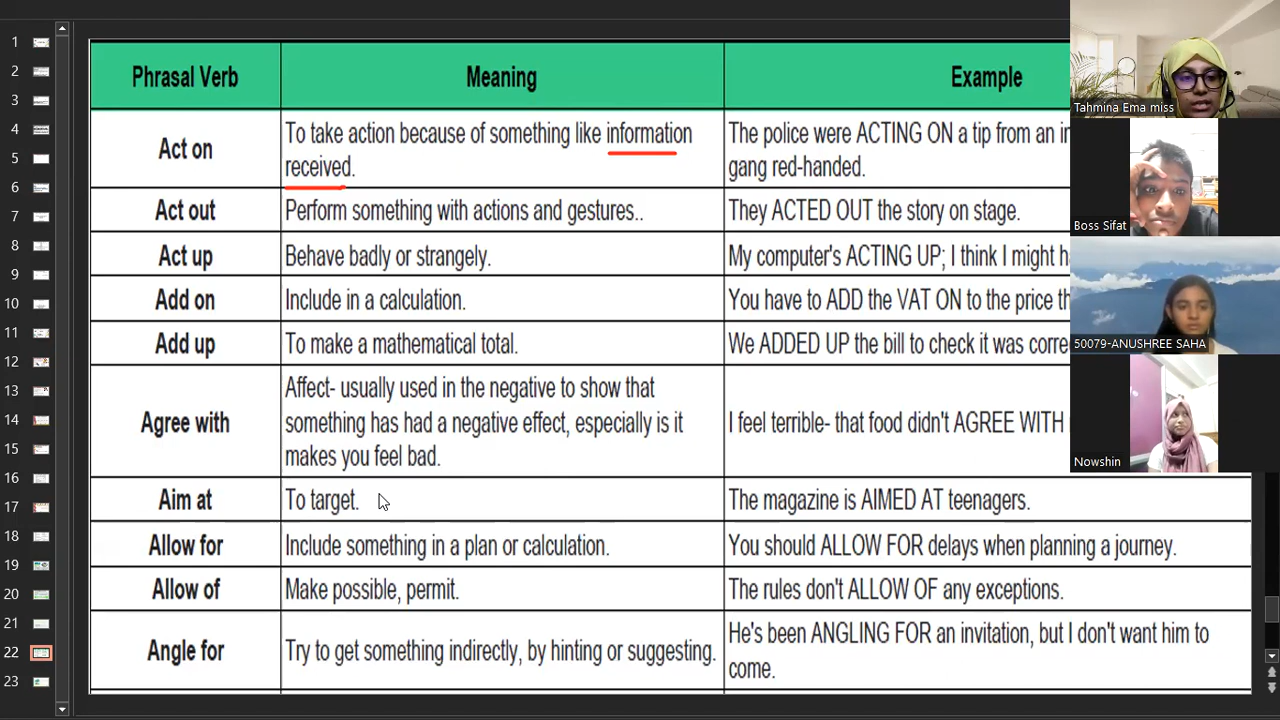 1
2
3
4
5
6
7
8
9
10
11
12
13
14
15
16
17
18
19
20
21
22
23
Phrasal Verb Meaning Example
Act on
To take action because of something like information
received.
The police were ACTING ON a tip from an
gang red-handed.
Act out Perform something with actions and gestures.. They ACTED OUT the story on stage.
Act up Behave badly or strangely. My computer's ACTING UP; I think I might
Add on Include in a calculation. You have to ADD the VAT ON to the price
Add up To make a mathematical total. We ADDED UP the bill to check it was
Agree with
Affect- usually used in the negative to show that
something has had a negative effect, especially is it
makes you feel bad.
I feel terrible- that food didn't AGREE WITH
Aim at To target. The magazine is AIMED AT teenagers.
Allow for Include something in a plan or calculation. You should ALLOW FOR delays when planning a journey.
Allow of Make possible, permit. The rules don't ALLOW OF any exceptions.
Angle for Try to get something indirectly, by hinting or suggesting.
He's been ANGLING FOR an invitation, but I don't want him to
come.
Tahmina Ema miss
Boss Sifat
50079-ANUSHREE SAHA
Nowshin